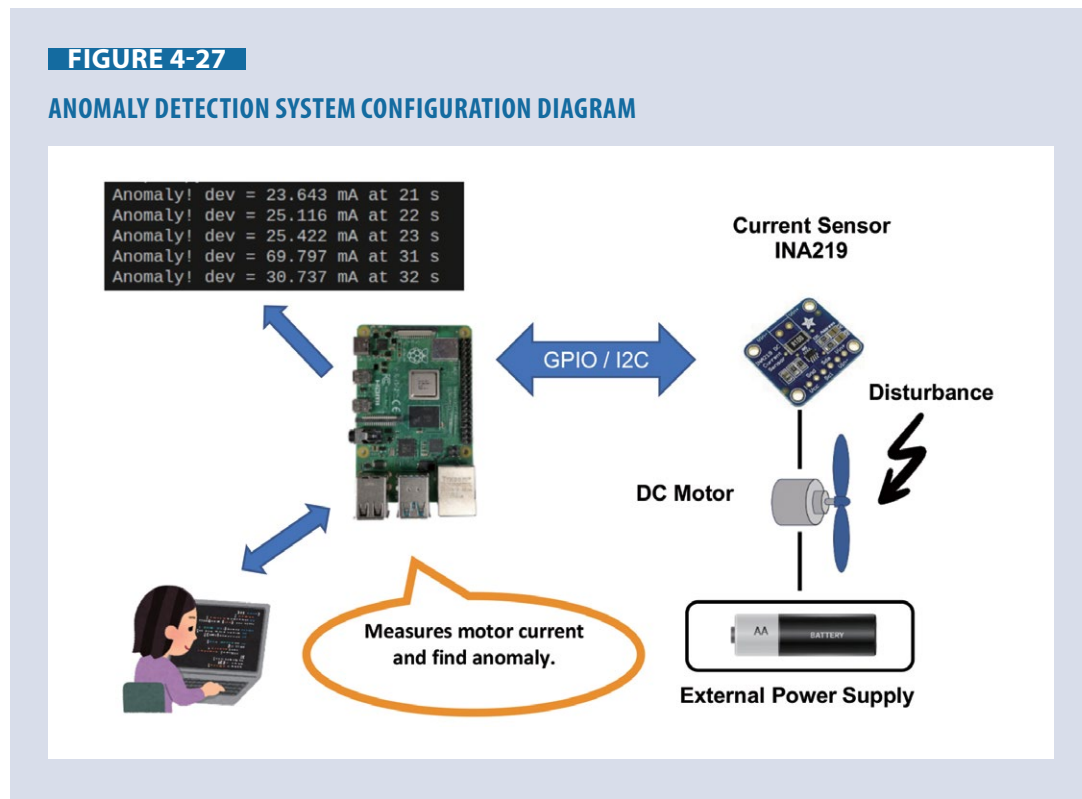 FIGURE 4-27
ANOMALY DETECTION SYSTEM CONFIGURATION DIAGRAM
Anomaly! dev = 23.643 mA at 21 s
Anomaly! dev = 25.116 mA at 22 s
Anomaly! dev = 25.422 mA at 23 s
Anomaly! dev = 69.797 mA at 31 s
Anomaly! dev = 30.737 mA at 32 s
Current Sensor
INA219
GPIO / I2C
Disturbance
DC Motor
Measures motor current
and find anomaly.
AA
BATTERY
External Power Supply